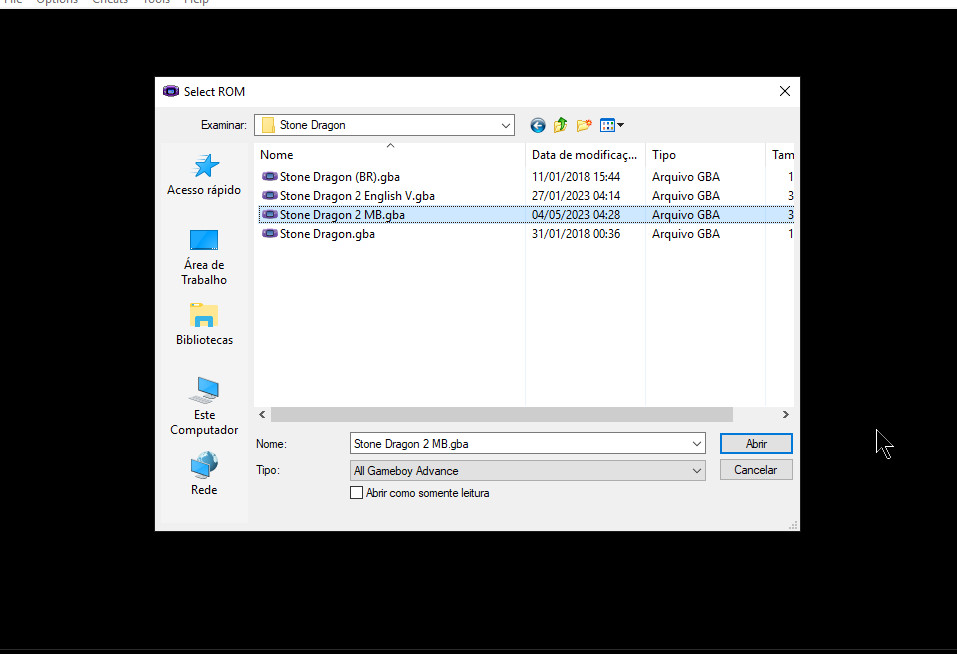 File Options Cheats Tools Help
Select ROM
Examinar: Stone Dragon
Nome Data de modificaç... Tipo Tam
Stone Dragon (BR).gba 11/01/2018 15:44 Arquivo GBA 1
Stone Dragon 2 English V.gba 27/01/2023 04:14 Arquivo GBA 3
Stone Dragon 2 MB.gba 04/05/2023 04:28 Arquivo GBA 3
Stone Dragon.gba 31/01/2018 00:36 Arquivo GBA 1
Acesso rápido
Área de
Trabalho
Bibliotecas
Este
Computador
Rede
Nome: Stone Dragon 2 MB.gba Abrir
Tipo: All Gameboy Advance Cancelar
Abrir como somente leitura